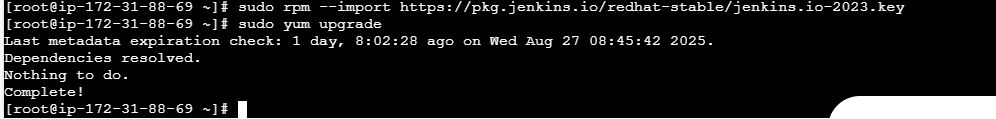 [root@ip-172-31-88-69 ~]# sudo rpm --import https://pkg.jenkins.io/redhat-stable/jenkins.io-2023.key
[root@ip-172-31-88-69 ~]# sudo yum upgrade
Last metadata expiration check: 1 day, 8:02:28 ago on Wed Aug 27 08:45:42 2025.
Dependencies resolved.
Nothing to do.
Complete!
[root@ip-172-31-88-69 ~]#